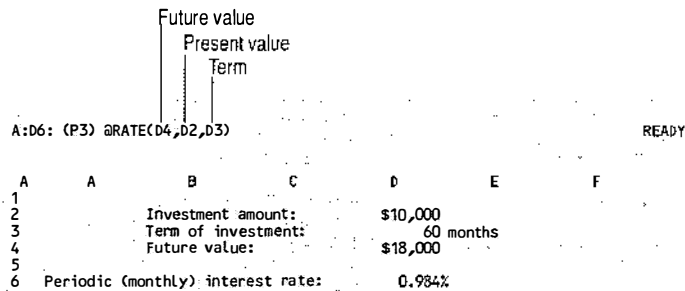 Future value
Present value
Term
A:D6: (P3) @RATE(D4,D2,D3) READY
A A B C D E F
1
2 Investment amount: $10,000
3 Term of investment: 60 months
4 Future value: $18,000
5
6 Periodic (monthly) interest rate: 0.984%